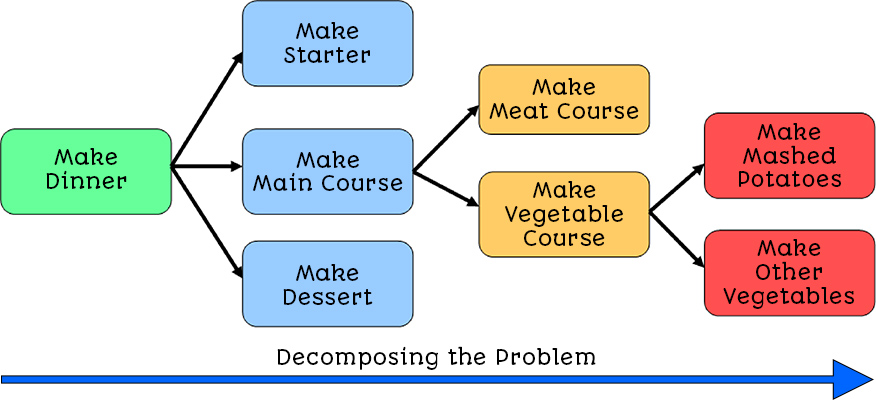 Make
Starter
Make
Dinner
Make
Main Course
Make
Dessert
Make
Meat Course
Make
Vegetable
Course
Make
Mashed
Potatoes
Make
Other
Vegetables
Decomposing the Problem